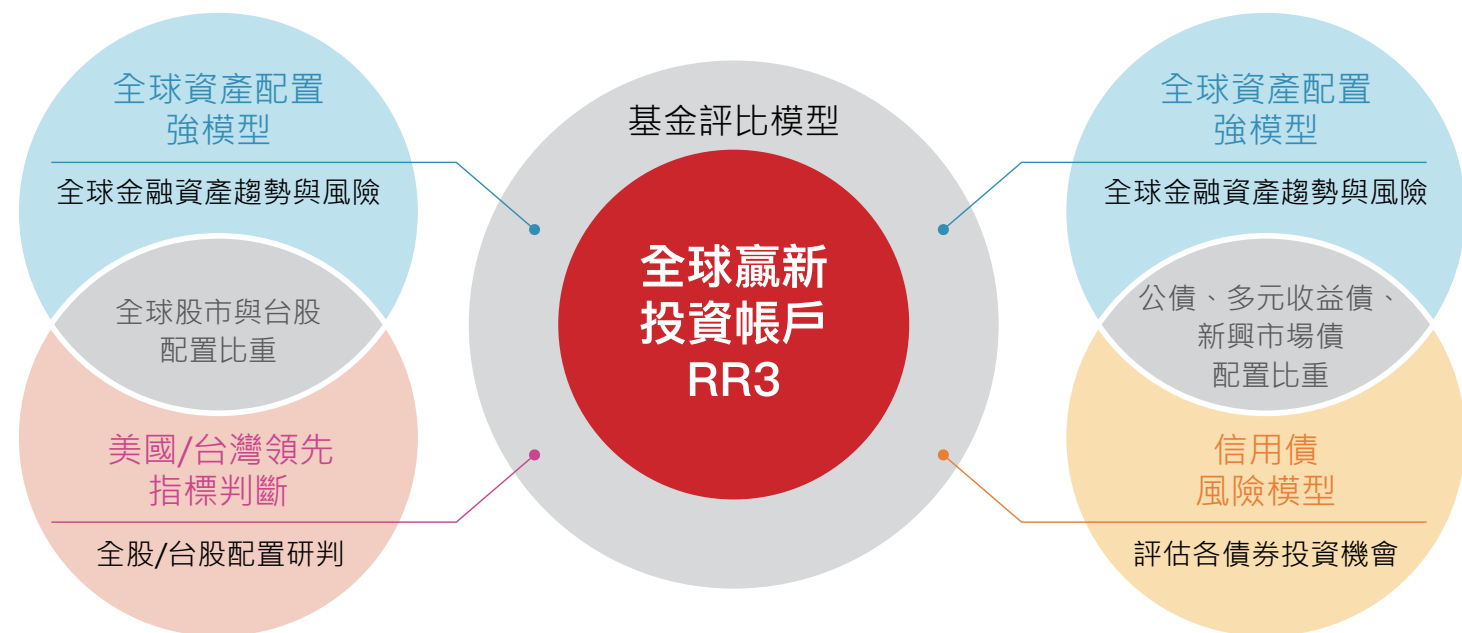 全球資產配置
強模型
全球金融資產趨勢與風險
全球股市與台股
配置比重
美國/台灣領先
指標判斷
全股/台股配置研判
基金評比模型
全球贏新
投資帳戶
RR3
全球資產配置
強模型
全球金融資產趨勢與風險
公債、多元收益債、
新興市場債
配置比重
信用債
風險模型
評估各債券投資機會